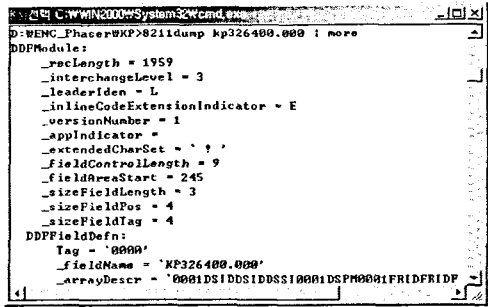 C:₩WIN2000₩System32₩cmd.exe
D:₩ENC_Phaser₩KP>8211dump kp326400.000 | more
DDFModule:
_recLength = 1959
_interchangeLevel = 3
_leaderIden = L
_inlineCodeExtensionIndicator = E
_versionNumber = 1
_appIndicator =
_extendedCharSet = ` ! '
_fieldControlLength = 9
_fieldAreaStart = 245
_sizeFieldLength = 3
_sizeFieldPos = 4
_sizeFieldTag = 4
DDFFieldDefn:
Tag = `0000'
_fieldName = `KP326400.000'
_arrayDescr = `0001DSIDDSIDDSSI0001DSPM0001FRIDFRIDF